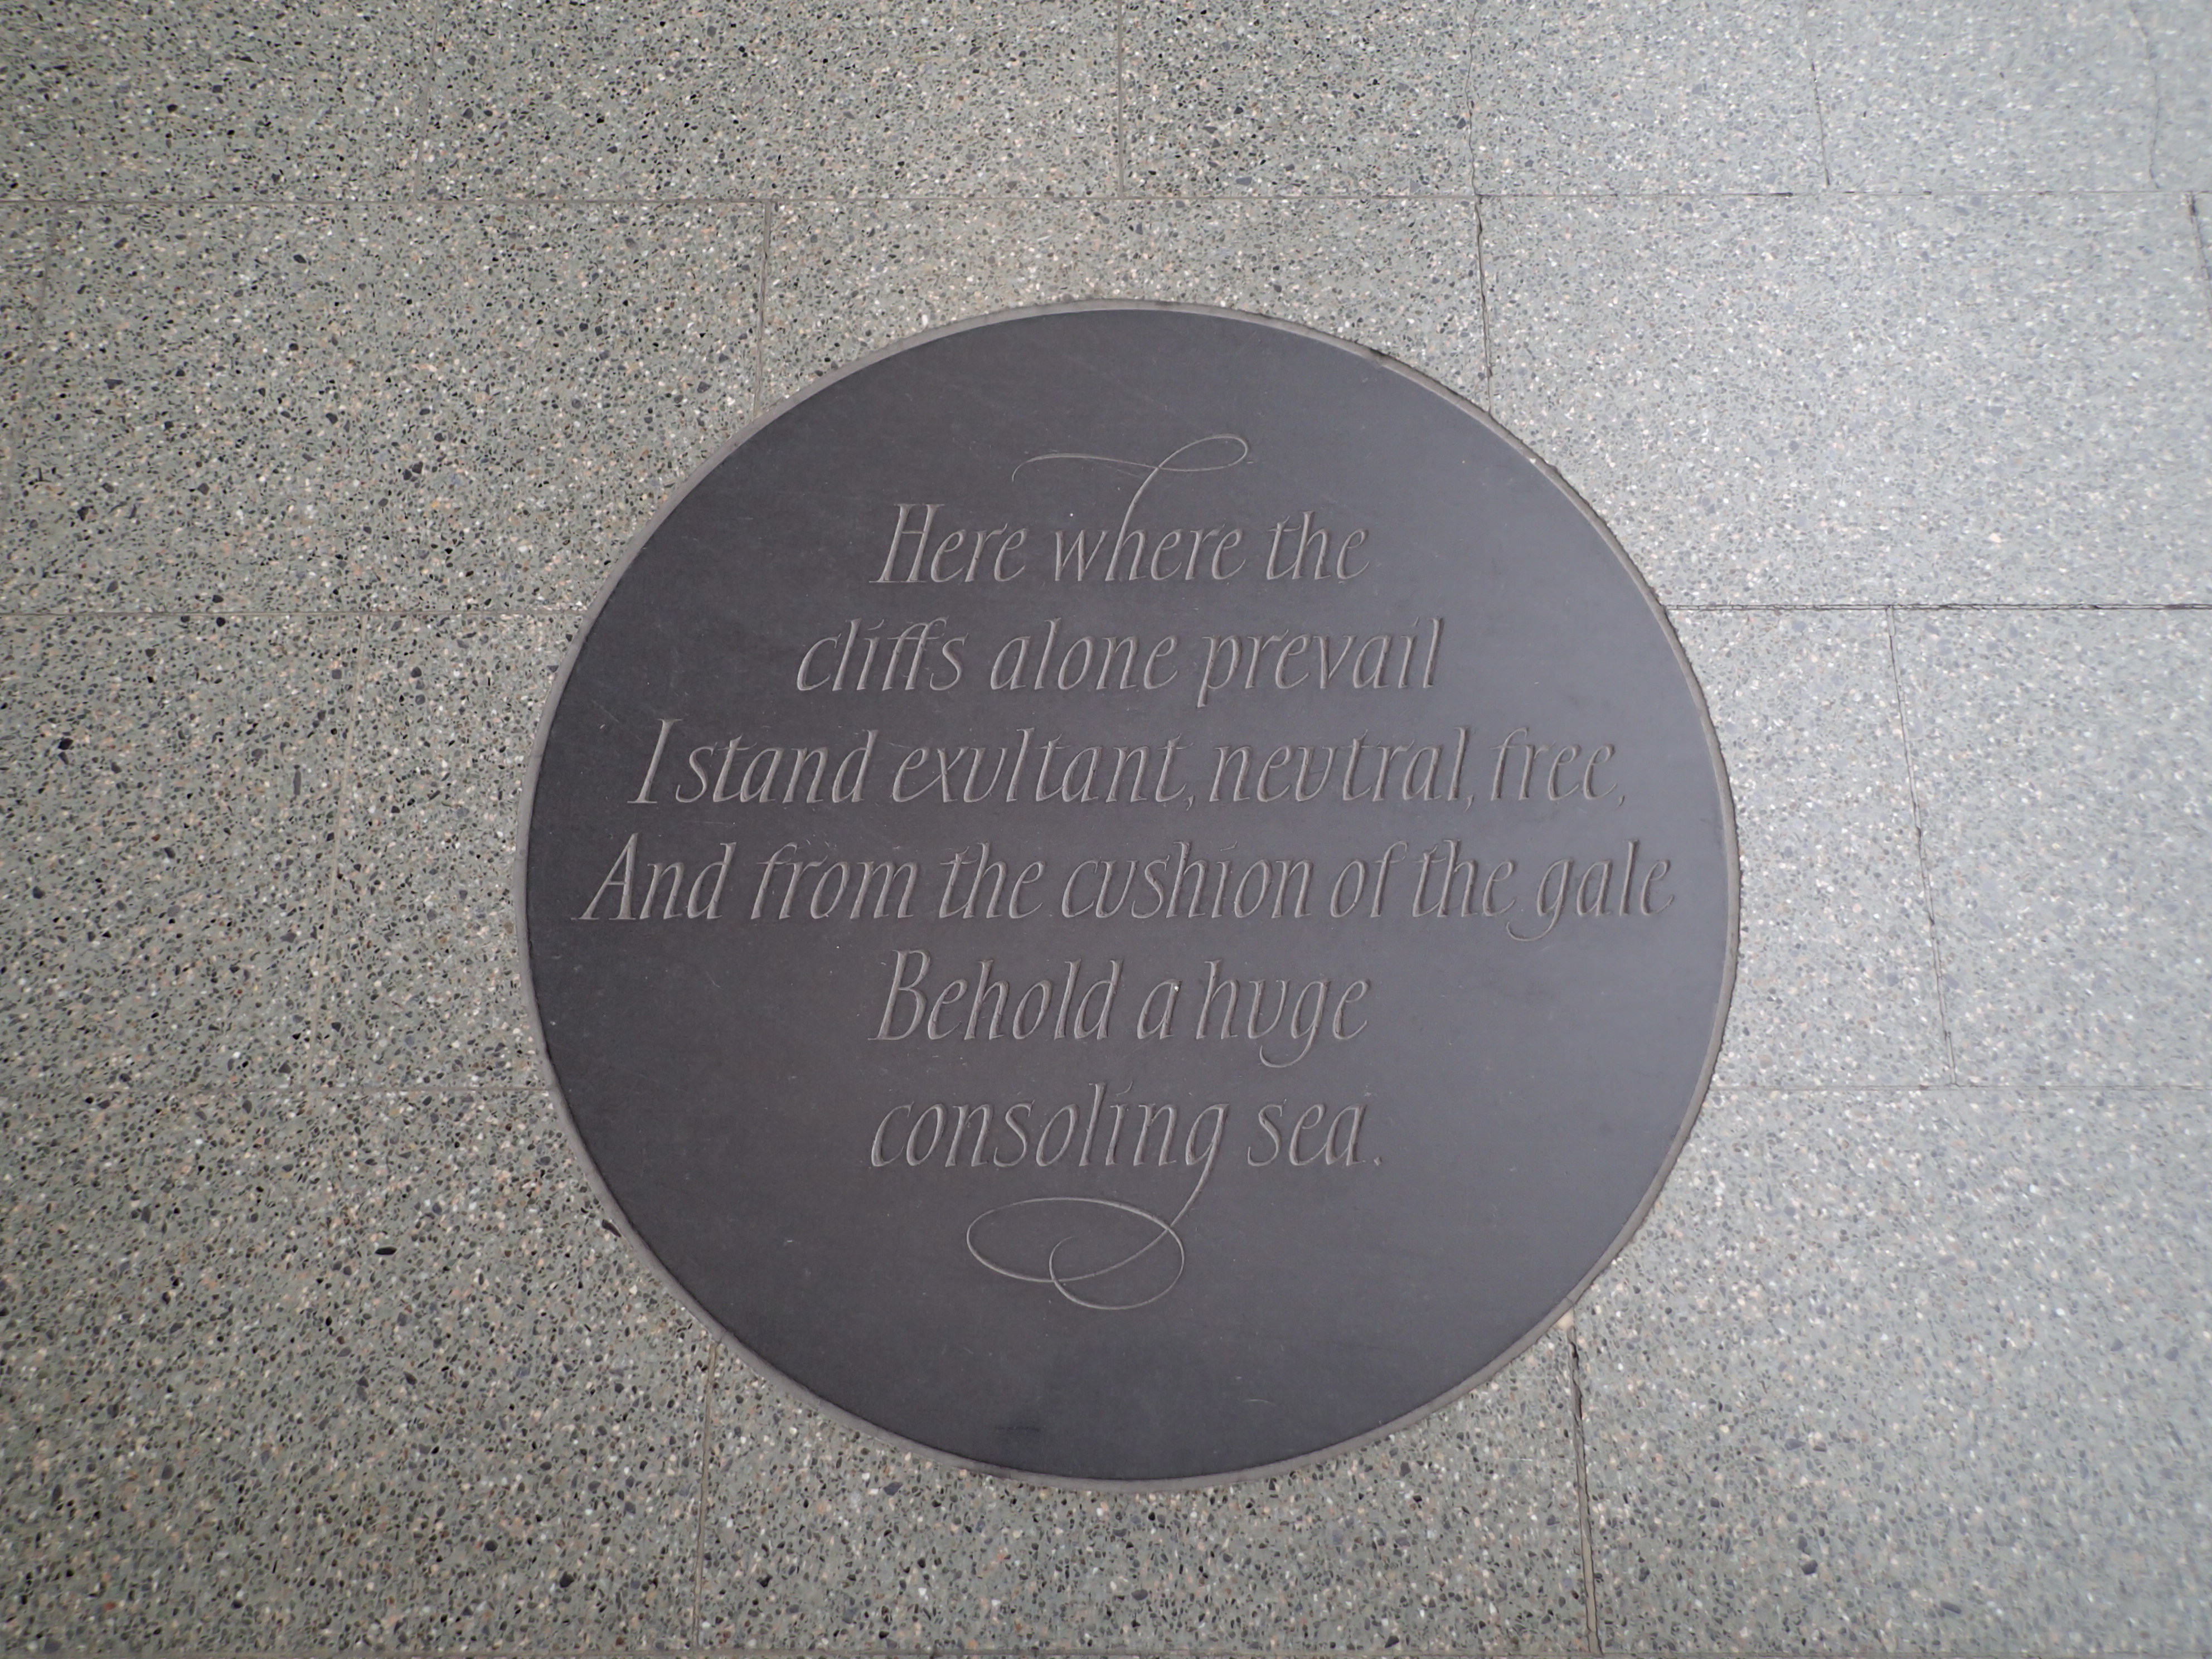 Here where the
cliffs alone prevail
I stand exultant, neutral, free,
And from the cushion of the gale
Behold a huge
consoling sea.